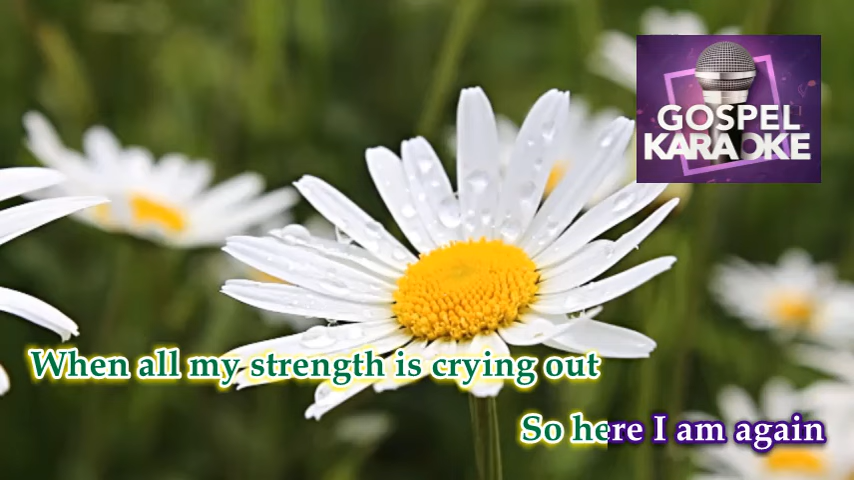 GOSPEL
KARAOKE
When all my strength is crying out
So here I am again